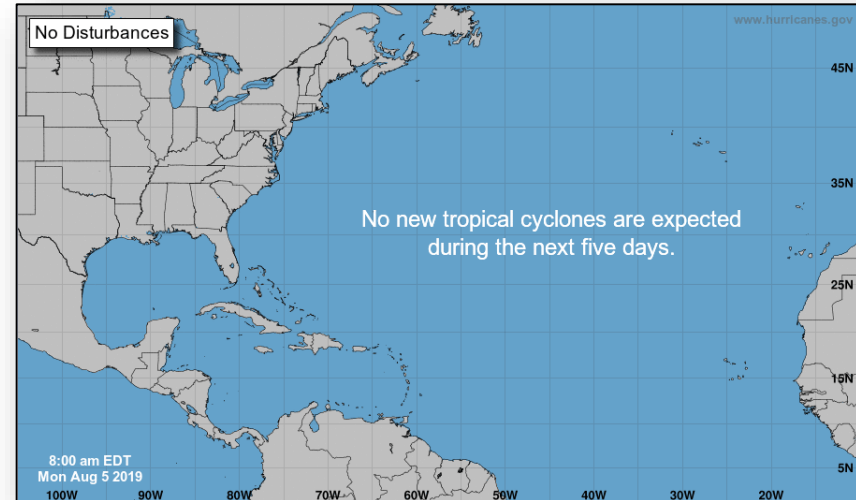 No Disturbances
www.hurricanes.gov
45N
35N
No new tropical cyclones are expected
during the next five days.
25N
15N
8:00 am EDT
Mon Aug 5 2019
5N
100W 90W 80W 70W 60W 50W 40W 30W 20W